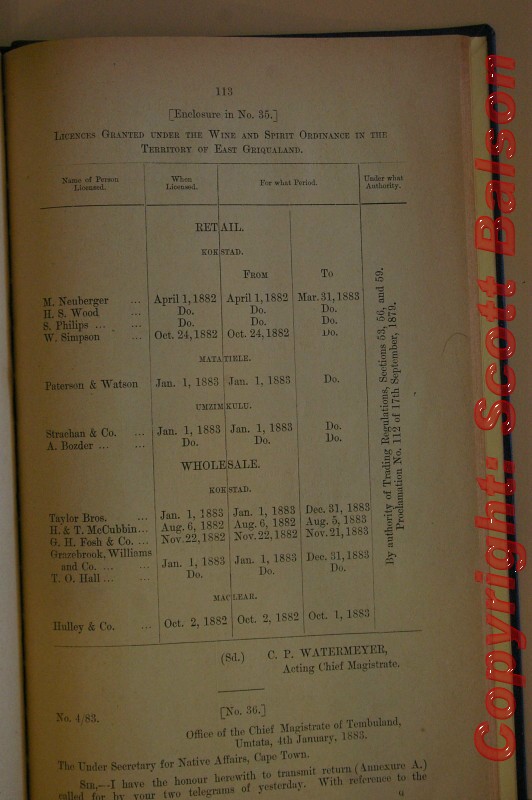 113
[Enclosure in No. 35.]
LICENCES GRANTED UNDER THE WINE AND SPIRIT ORDINANCE IN THE
TERRITORY OF EAST GRIQUALAND.
Name of Person Licensed. When Licensed. For what Period. Under what Authority.
RETAIL.
KOKSTAD.
FROM TO
M. Neuberger ... April 1, 1882 April 1, 1882 Mar. 31, 1883
H. S. Wood ... Do. Do. Do.
S. Philips ... ... Do. Do. Do.
W. Simpson ... Oct. 24, 1882 Oct. 24, 1882 Do.
MATATIELE.
Paterson & Watson Jan. 1, 1883 Jan. 1, 1883 Do.
UMZIMKULU.
Strachan & Co. ... Jan. 1, 1883 Jan. 1, 1883 Do.
A. Bozder ... ... Do. Do. Do.
WHOLESALE.
KOKSTAD.
Taylor Bros. ... Jan. 1, 1883 Jan. 1, 1883 Dec. 31, 1883
H. & T. McCubbin... Aug. 6, 1882 Aug. 6, 1882 Aug. 5, 1883
G. H. Fosh & Co. ... Nov. 22, 1882 Nov. 22, 1882 Nov. 21, 1883
Grazebrook, Williams
and Co. ... ... Jan. 1, 1883 Jan. 1, 1883 Dec. 31, 1883
T. O. Hall ... ... Do. Do. Do.
MACLEAR.
Hulley & Co. ... Oct. 2, 1882 Oct. 2, 1882 Oct. 1, 1883
By authority of Trading Regulations, Sections 53, 56, and 59.
Proclamation No. 112 of 17th September, 1879.
(Sd.) C. P. WATERMEYER,
Acting Chief Magistrate.
[No. 36.]
No. 4/83.
Office of the Chief Magistrate of Tembuland,
Umtata, 4th January, 1883.
The Under Secretary for Native Affairs, Cape Town.
SIR,—I have the honour herewith to transmit return (Annexure A.)
called for by your two telegrams of yesterday. With reference to the
Copyright: Scott Balson